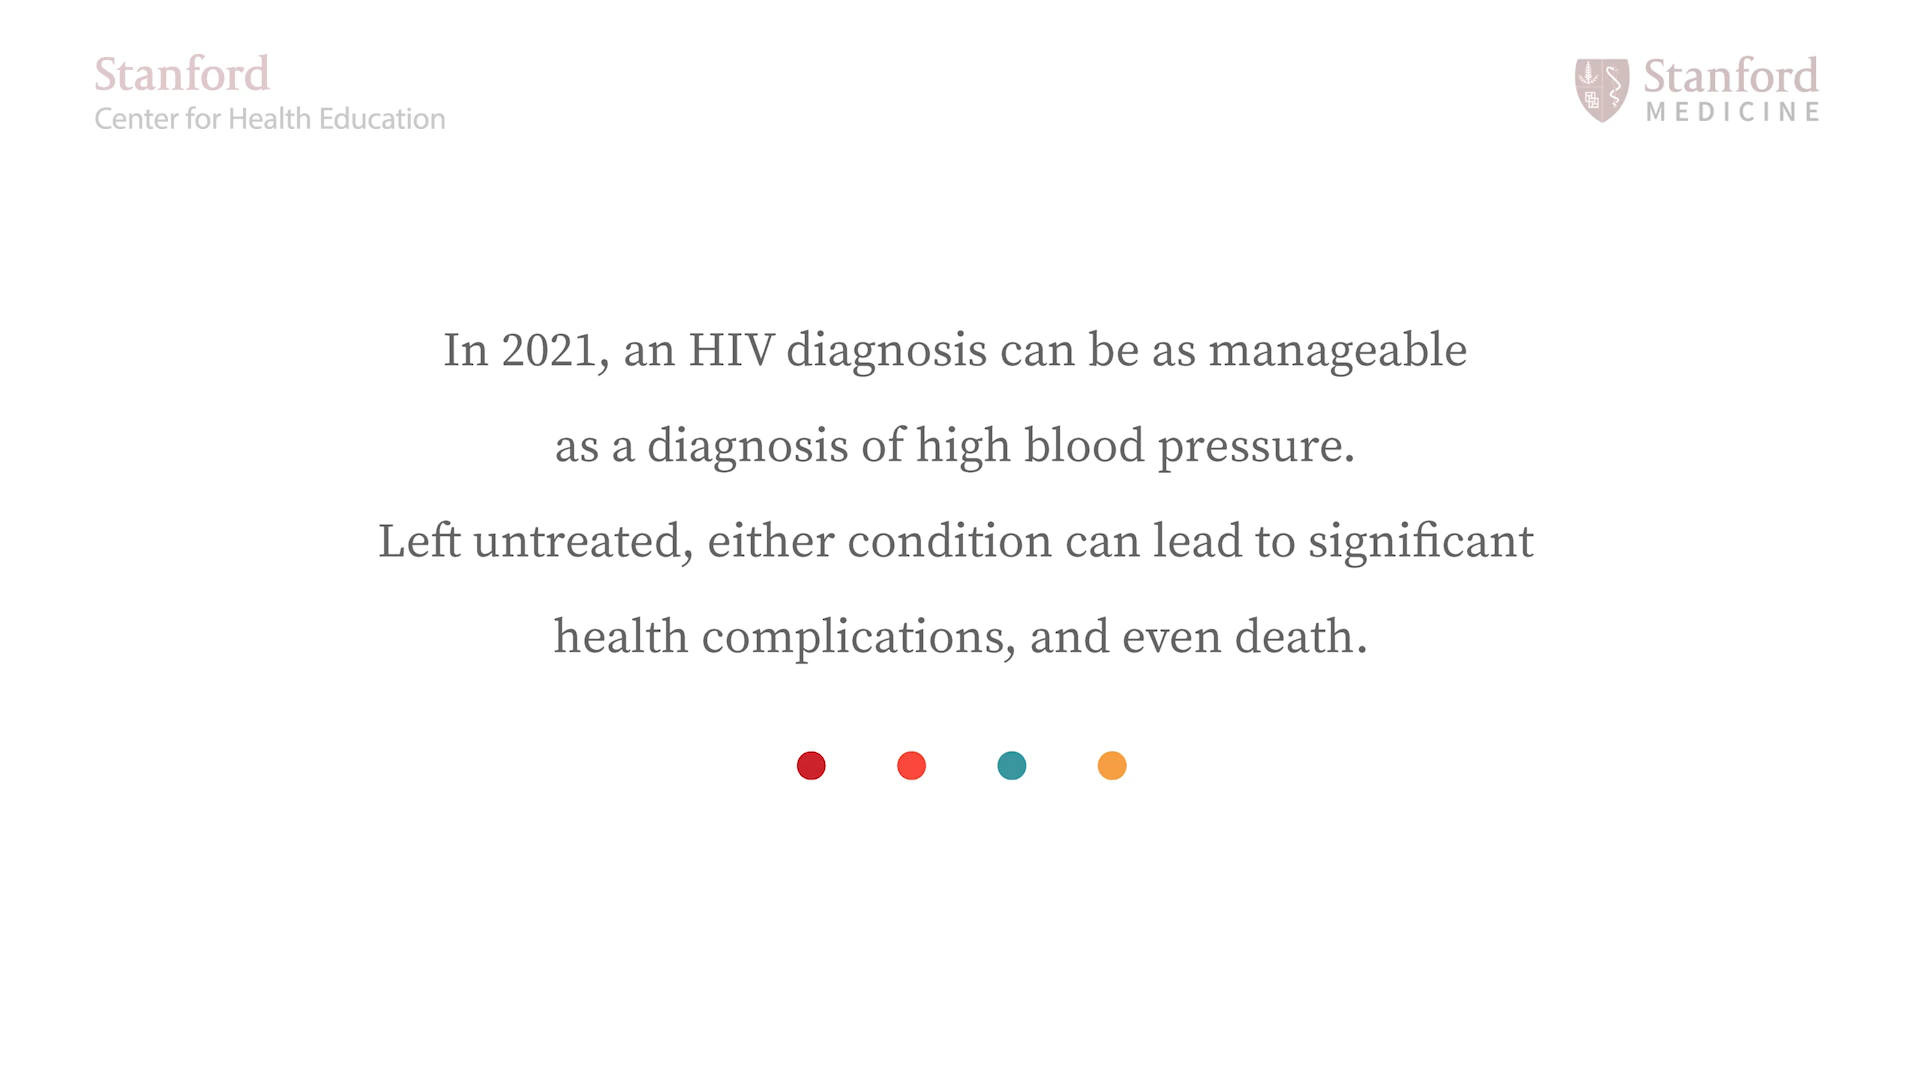 Stanford
Center for Health Education
Stanford
MEDICINE
In 2021, an HIV diagnosis can be as manageable
as a diagnosis of high blood pressure.
Left untreated, either condition can lead to significant
health complications, and even death.